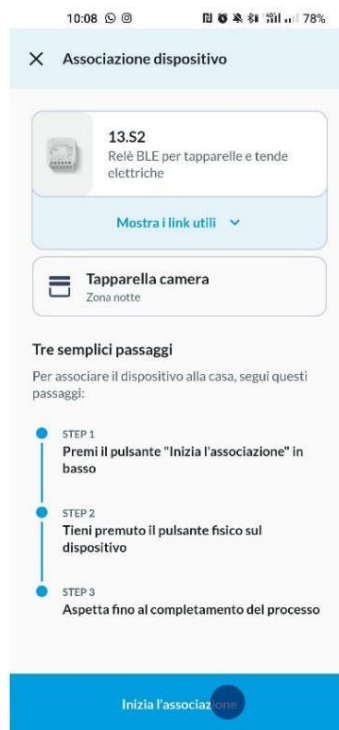 10:08 78%
Associazione dispositivo
13.S2
Relè BLE per tapparelle e tende
elettriche
Mostra i link utili
Tapparella camera
Zona notte
Tre semplici passaggi
Per associare il dispositivo alla casa, segui questi
passaggi:
STEP 1
Premi il pulsante "Inizia l'associazione" in
basso
STEP 2
Tieni premuto il pulsante fisico sul
dispositivo
STEP 3
Aspetta fino al completamento del processo
Inizia l'associazione